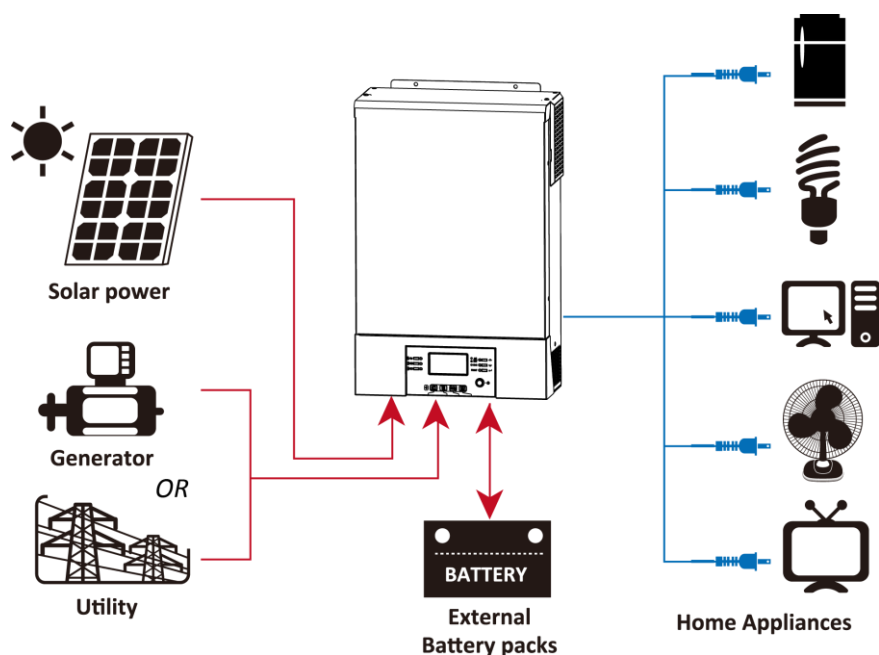 Solar power
Generator
OR
Utility
BATTERY
External
Battery packs
Home Appliances